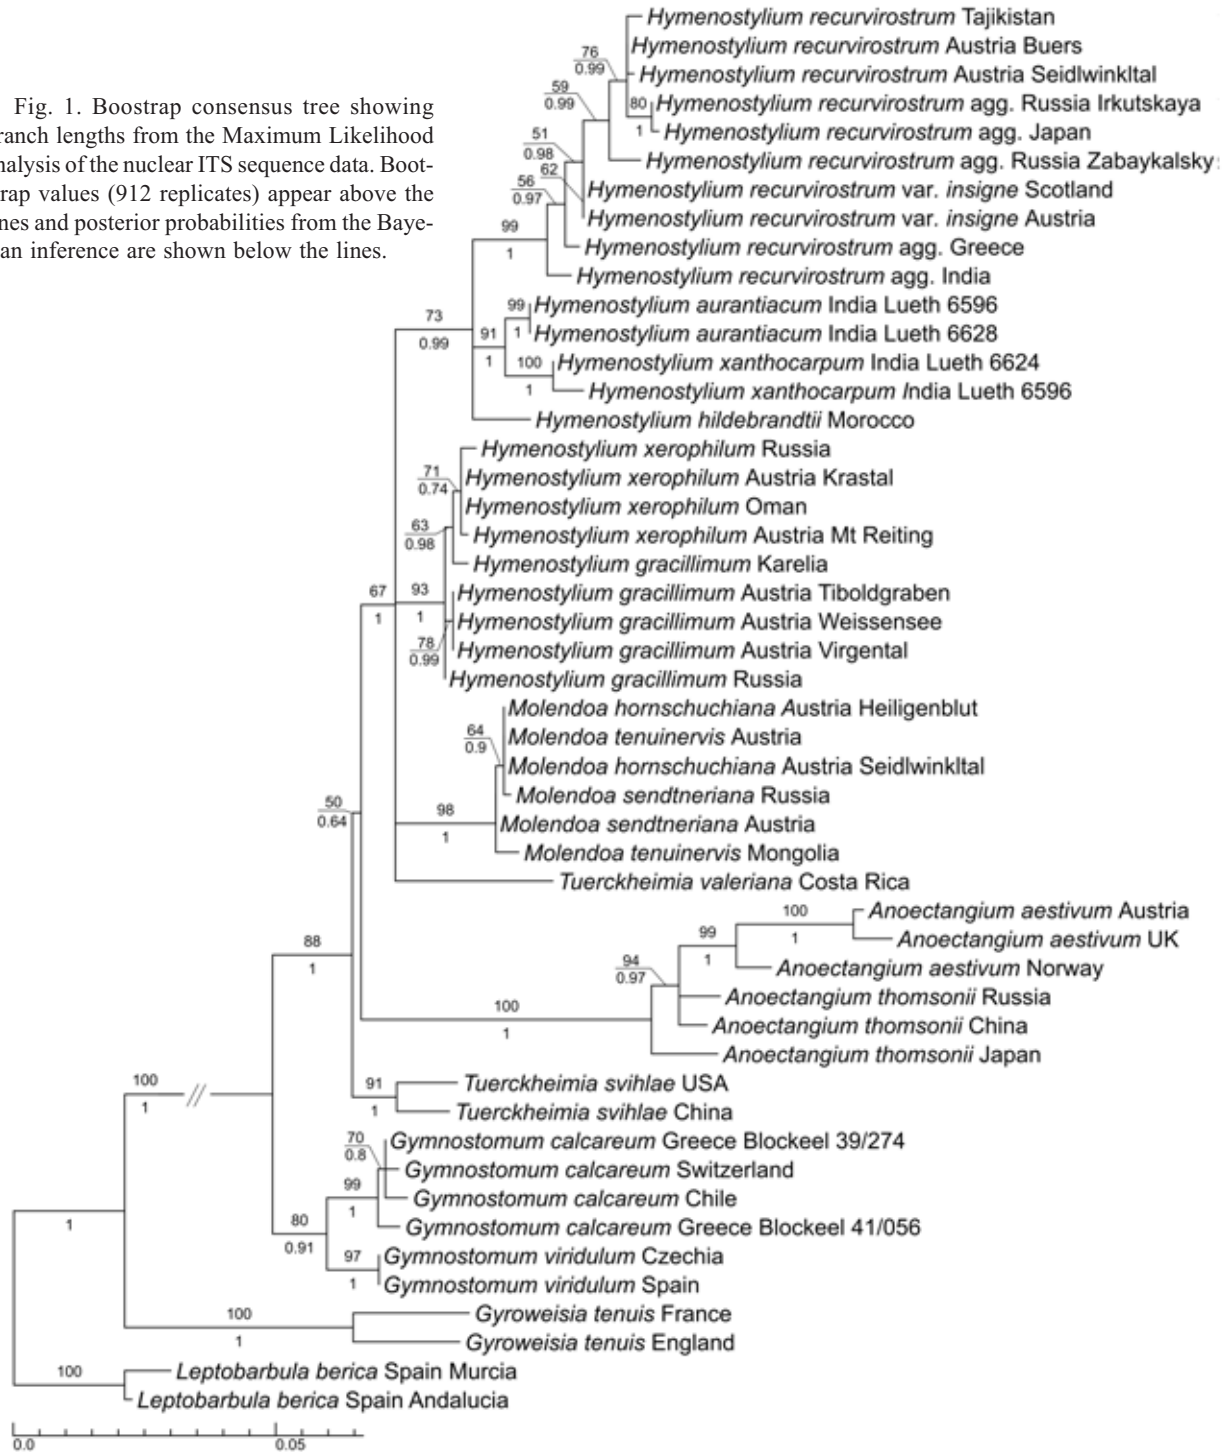 Fig. 1. Boostrap consensus tree showing
ranch lengths from the Maximum Likelihood
nalysis of the nuclear ITS sequence data. Boot-
rap values (912 replicates) appear above the
nes and posterior probabilities from the Baye-
an inference are shown below the lines.
Hymenostylium recurvirostrum Tajikistan
Hymenostylium recurvirostrum Austria Buers
76
0.99
Hymenostylium recurvirostrum Austria Seidlwinkltal
59
0.99
80
1
Hymenostylium recurvirostrum agg. Russia Irkutskaya
Hymenostylium recurvirostrum agg. Japan
51
0.98
Hymenostylium recurvirostrum agg. Russia Zabaykalsky
62
56
0.97
Hymenostylium recurvirostrum var. insigne Scotland
Hymenostylium recurvirostrum var. insigne Austria
99
1
Hymenostylium recurvirostrum agg. Greece
Hymenostylium recurvirostrum agg. India
99
1
Hymenostylium aurantiacum India Lueth 6596
73
0.99
91
1
Hymenostylium aurantiacum India Lueth 6628
100
1
Hymenostylium xanthocarpum India Lueth 6624
Hymenostylium xanthocarpum India Lueth 6596
Hymenostylium hildebrandtii Morocco
Hymenostylium xerophilum Russia
71
0.74
Hymenostylium xerophilum Austria Krastal
Hymenostylium xerophilum Oman
63
0.98
Hymenostylium xerophilum Austria Mt Reiting
Hymenostylium gracillimum Karelia
67
1
93
1
Hymenostylium gracillimum Austria Tiboldgraben
Hymenostylium gracillimum Austria Weissensee
78
0.99
Hymenostylium gracillimum Austria Virgental
Hymenostylium gracillimum Russia
Molendoa hornschuchiana Austria Heiligenblut
64
0.9
Molendoa tenuinervis Austria
Molendoa hornschuchiana Austria Seidlwinkltal
Molendoa sendtneriana Russia
50
0.64
98
1
Molendoa sendtneriana Austria
Molendoa tenuinervis Mongolia
Tuerckheimia valeriana Costa Rica
100
1
Anoectangium aestivum Austria
99
1
Anoectangium aestivum UK
88
1
94
0.97
Anoectangium aestivum Norway
Anoectangium thomsonii Russia
100
1
Anoectangium thomsonii China
Anoectangium thomsonii Japan
100
1
91
1
Tuerckheimia svihlae USA
Tuerckheimia svihlae China
70
0.8
Gymnostomum calcareum Greece Blockeel 39/274
Gymnostomum calcareum Switzerland
99
1
Gymnostomum calcareum Chile
1
80
0.91
Gymnostomum calcareum Greece Blockeel 41/056
97
1
Gymnostomum viridulum Czechia
Gymnostomum viridulum Spain
100
1
Gyroweisia tenuis France
Gyroweisia tenuis England
100
Leptobarbula berica Spain Murcia
Leptobarbula berica Spain Andalucia
0.0 0.05